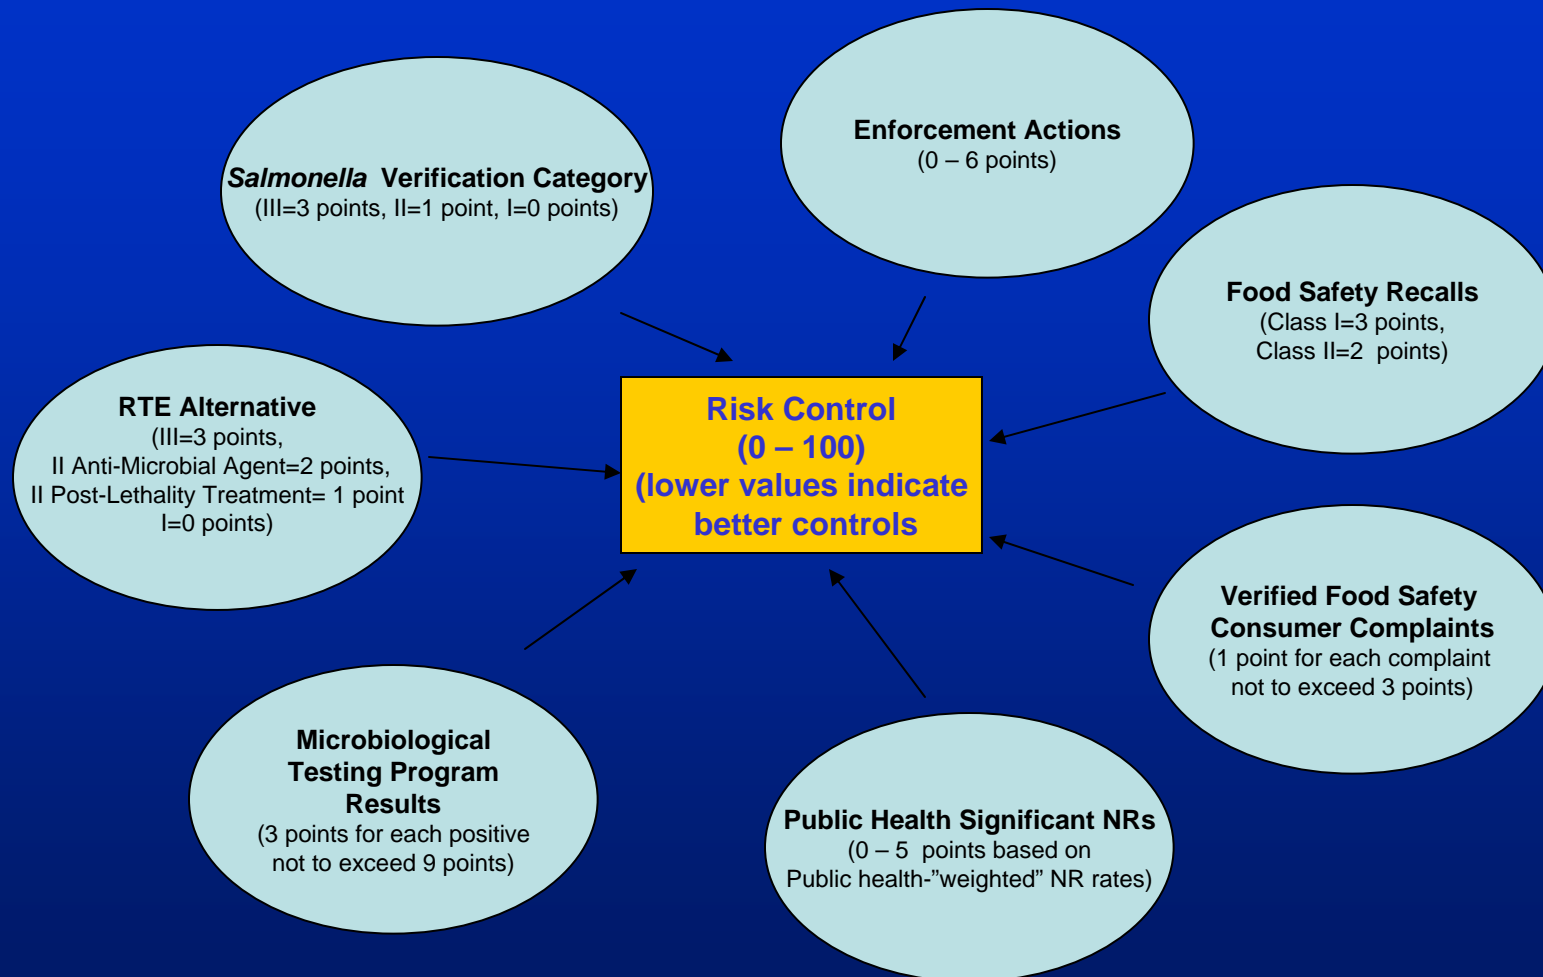 Salmonella Verification Category
(III=3 points, II=1 point, I=0 points)
Enforcement Actions
(0 – 6 points)
Food Safety Recalls
(Class I=3 points,
Class II=2 points)
RTE Alternative
(III=3 points,
II Anti-Microbial Agent=2 points,
II Post-Lethality Treatment= 1 point
I=0 points)
Risk Control
(0 – 100)
(lower values indicate
better controls
Verified Food Safety
Consumer Complaints
(1 point for each complaint
not to exceed 3 points)
Microbiological
Testing Program
Results
(3 points for each positive
not to exceed 9 points)
Public Health Significant NRs
(0 – 5 points based on
Public health-”weighted” NR rates)